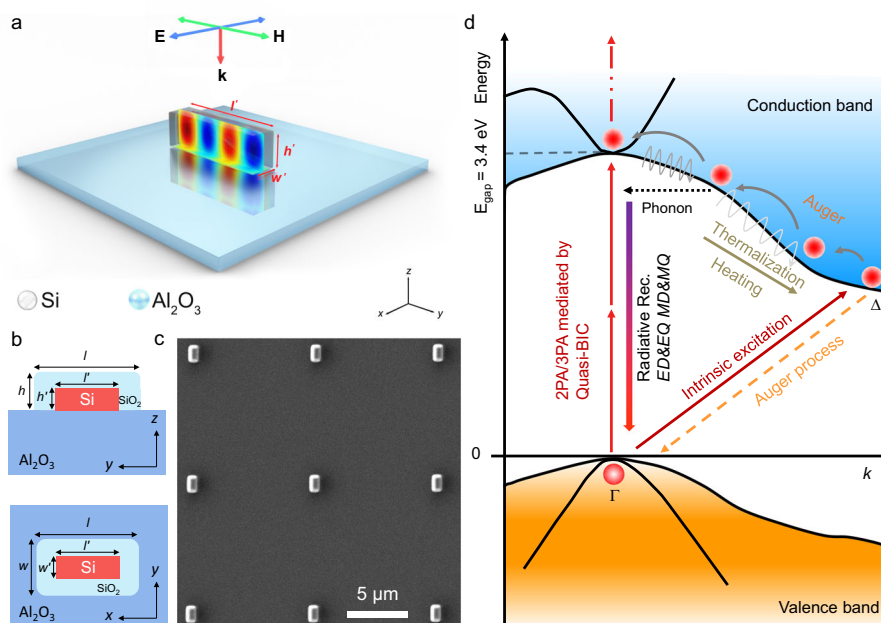 a
E
H
k
l'
h'
w'
Si
Al₂O₃
z
x
y
b
l
l'
h
h'
Si
SiO₂
z
Al₂O₃
y
l
l'
w
w'
Si
y
SiO₂
Al₂O₃
x
c
5 μm
d
Energy
Conduction band
E_gap = 3.4 eV
Auger
Phonon
Thermalization
Heating
Δ
2PA/3PA mediated by
Quasi-BIC
Radiative Rec.
ED&EQ MD&MQ
Intrinsic excitation
Auger process
0
k
Γ
Valence band